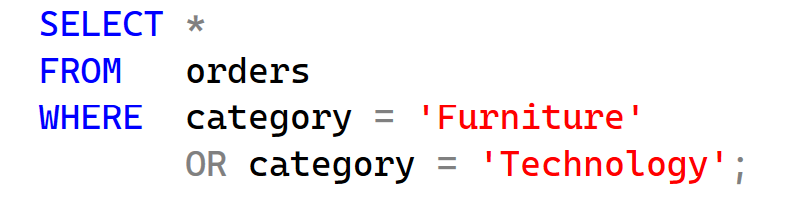 SELECT *
FROM   orders
WHERE  category = 'Furniture'
       OR category = 'Technology';